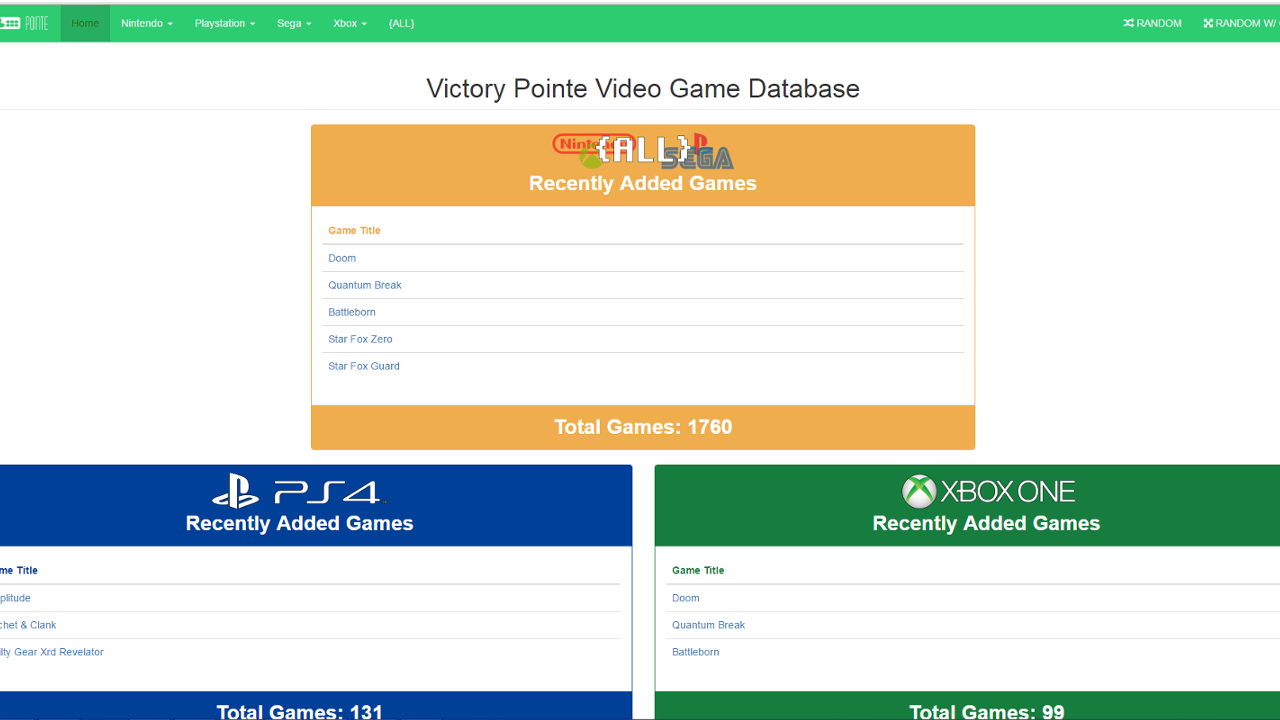 POINTE Home Nintendo Playstation Sega Xbox {ALL} RANDOM RANDOM W/
Victory Pointe Video Game Database
Nintendo {ALL} SEGA
Recently Added Games
Game Title
Doom
Quantum Break
Battleborn
Star Fox Zero
Star Fox Guard
Total Games: 1760
PS4
Recently Added Games
me Title
plitude
chet & Clank
ilty Gear Xrd Revelator
Total Games: 131
XBOX ONE
Recently Added Games
Game Title
Doom
Quantum Break
Battleborn
Total Games: 99